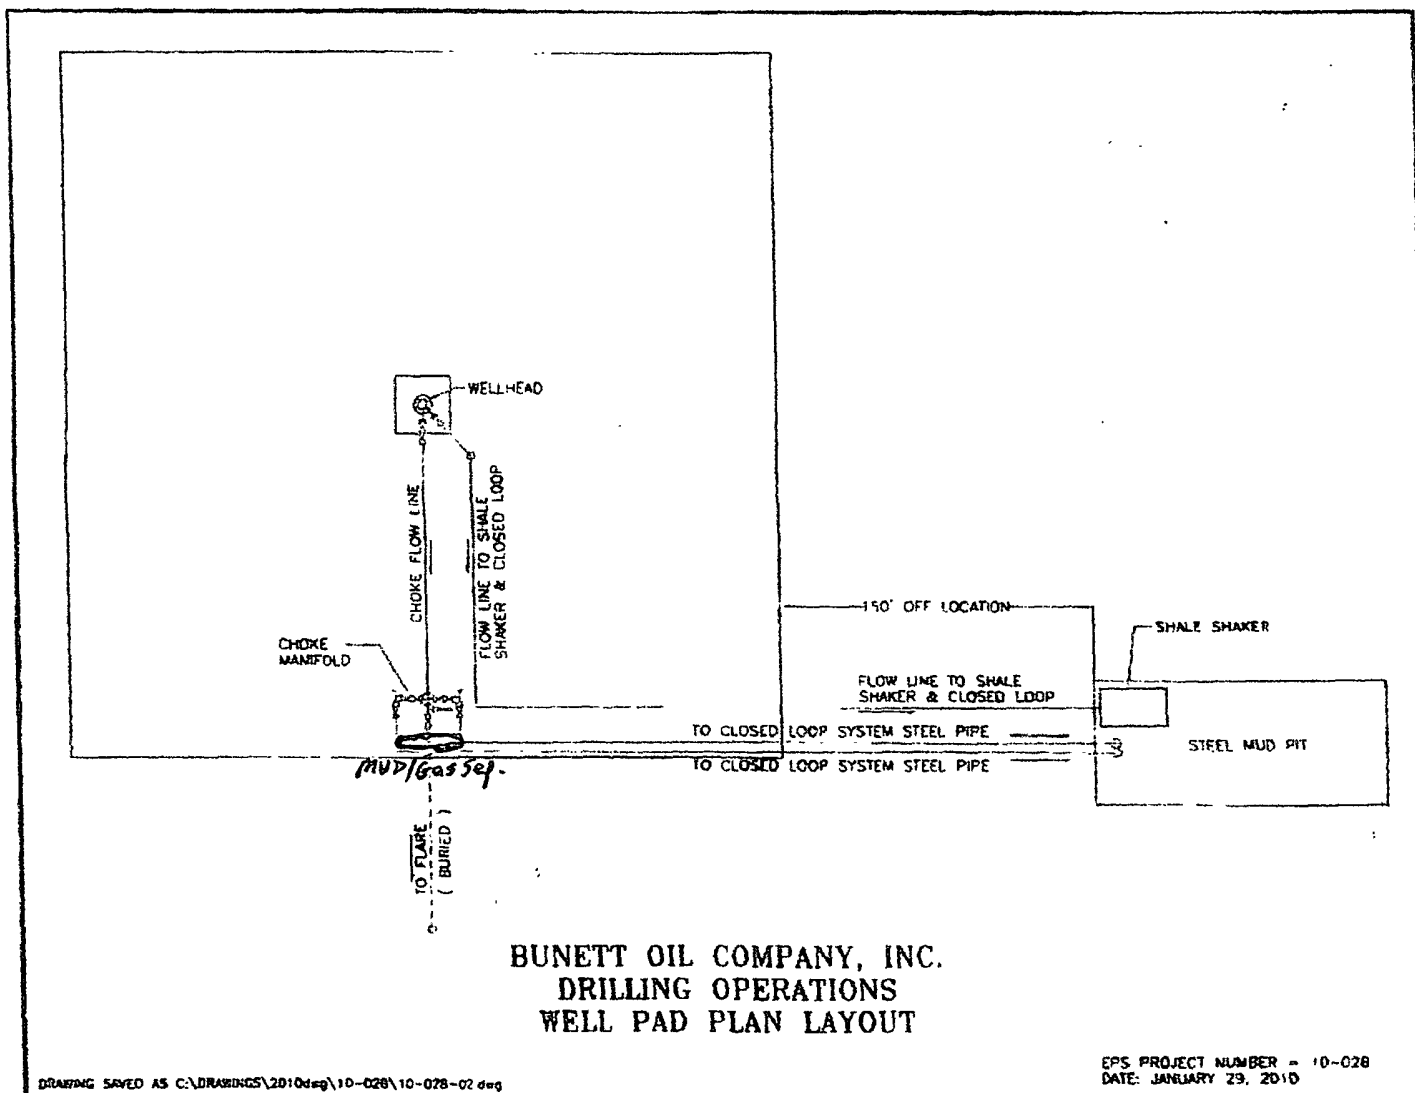 WELLHEAD
CHOKE FLOW LINE
FLOW LINE TO SHALE
SHAKER & CLOSED LOOP
150' OFF LOCATION
SHALE SHAKER
CHOKE
MANIFOLD
FLOW LINE TO SHALE
SHAKER & CLOSED LOOP
TO CLOSED LOOP SYSTEM STEEL PIPE
STEEL MUD PIT
TO CLOSED LOOP SYSTEM STEEL PIPE
MUD/Gas Sep.
TO FLARE
( BURIED )
BUNETT OIL COMPANY, INC.
DRILLING OPERATIONS
WELL PAD PLAN LAYOUT
EPS PROJECT NUMBER = 10-028
DATE: JANUARY 29, 2010
DRAWING SAVED AS C:\DRAWINGS\2010dwg\10-028\10-028-02 dwg